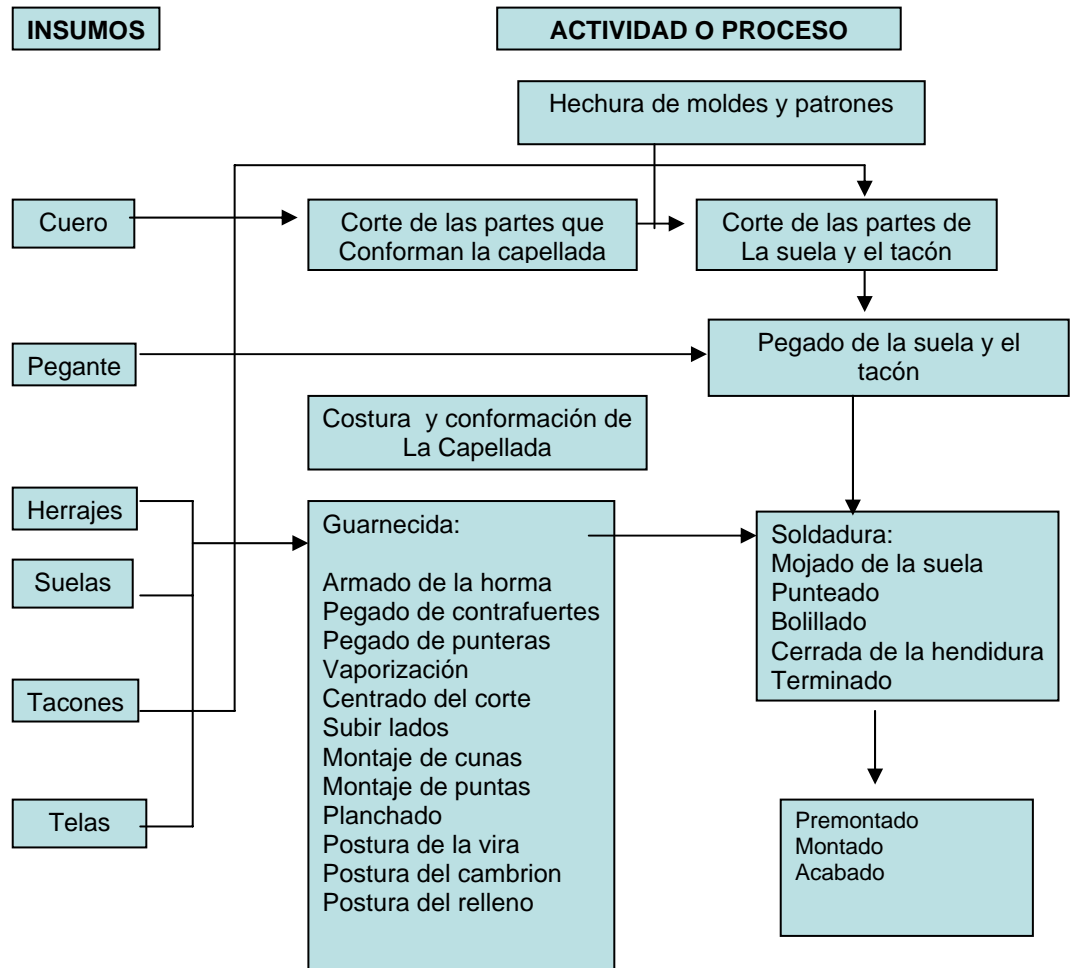 INSUMOS
ACTIVIDAD O PROCESO
Hechura de moldes y patrones
Cuero
Corte de las partes que
Conforman la capellada
Corte de las partes de
La suela y el tacón
Pegante
Pegado de la suela y el
tacón
Costura y conformación de
La Capellada
Herrajes
Suelas
Tacones
Telas
Guarnecida:
Armado de la horma
Pegado de contrafuertes
Pegado de punteras
Vaporización
Centrado del corte
Subir lados
Montaje de cunas
Montaje de puntas
Planchado
Postura de la vira
Postura del cambrion
Postura del relleno
Soldadura:
Mojado de la suela
Punteado
Bolillado
Cerrada de la hendidura
Terminado
Premontado
Montado
Acabado